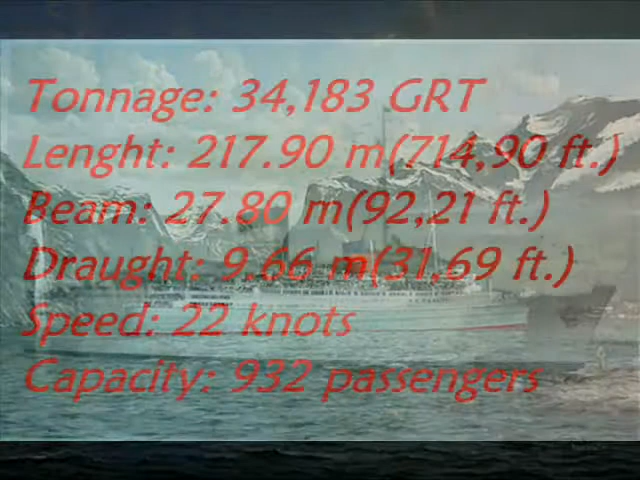 Tonnage: 34,183 GRT
Lenght: 217.90 m(714,90 ft.)
Beam: 27.80 m(92,21 ft.)
Draught: 9.66 m(31.69 ft.)
Speed: 22 knots
Capacity: 932 passengers